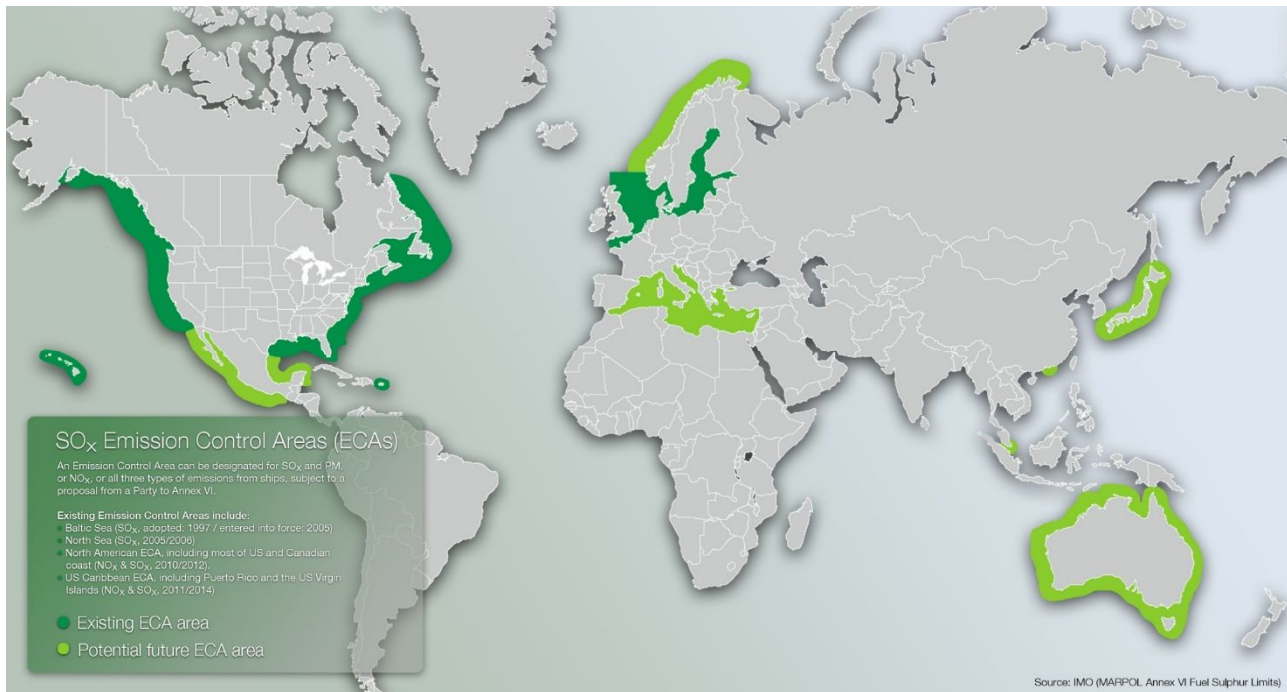 SOX Emission Control Areas (ECAs)
An Emission Control Area can be designated for SOX and PM,
or NOX, or all three types of emissions from ships, subject to a
proposal from a Party to Annex VI.
Existing Emission Control Areas include:
Baltic Sea (SOX, adopted: 1997 / entered into force: 2005)
North Sea (SOX, 2005/2006)
North American ECA, including most of US and Canadian
coast (NOX & SOX, 2010/2012).
US Caribbean ECA, including Puerto Rico and the US Virgin
Islands (NOX & SOX, 2011/2014)
Existing ECA area
Potential future ECA area
Source: IMO (MARPOL Annex VI Fuel Sulphur Limits)